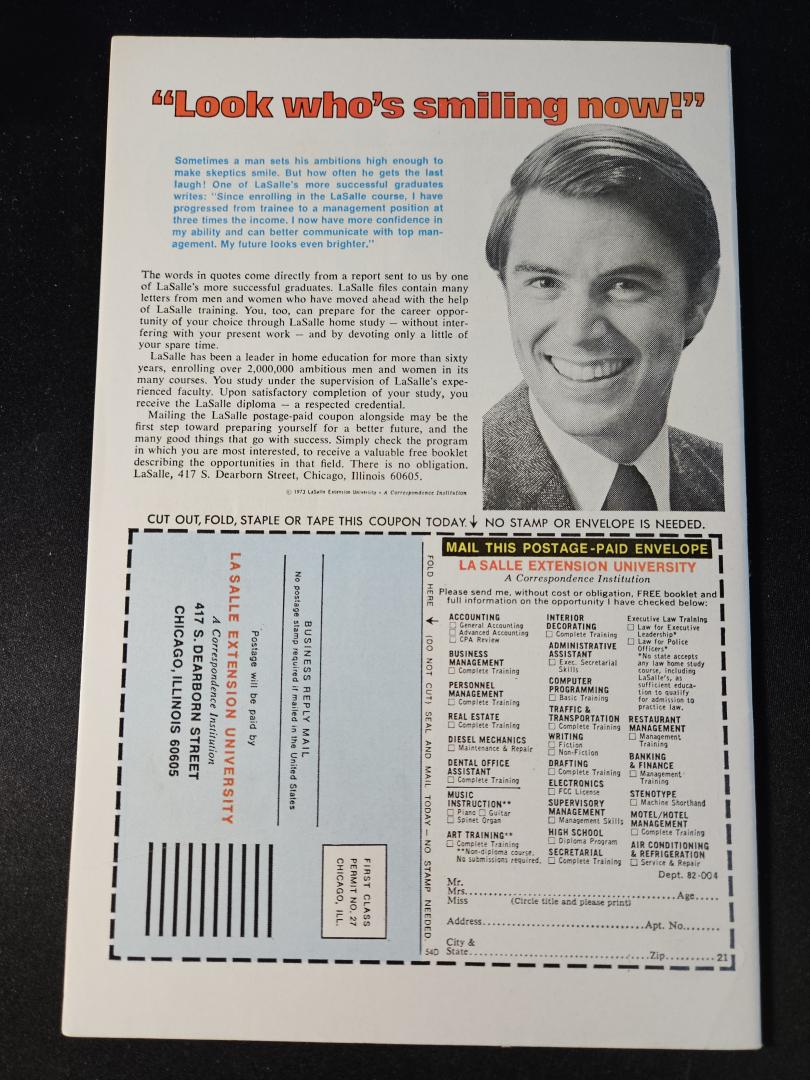 “Look who’s smiling now!”
Sometimes a man sets his ambitions high enough to
make skeptics smile. But how often he gets the last
laugh! One of LaSalle's more successful graduates
writes: "Since enrolling in the LaSalle course, I have
progressed from trainee to a management position at
three times the income. I now have more confidence in
my ability and can better communicate with top man-
agement. My future looks even brighter."
The words in quotes come directly from a report sent to us by one
of LaSalle's more successful graduates. LaSalle files contain many
letters from men and women who have moved ahead with the help
of LaSalle training. You, too, can prepare for the career oppor-
tunity of your choice through LaSalle home study — without inter-
fering with your present work — and by devoting only a little of
your spare time.
LaSalle has been a leader in home education for more than sixty
years, enrolling over 2,000,000 ambitious men and women in its
many courses. You study under the supervision of LaSalle's expe-
rienced faculty. Upon satisfactory completion of your study, you
receive the LaSalle diploma — a respected credential.
Mailing the LaSalle postage-paid coupon alongside may be the
first step toward preparing yourself for a better future, and the
many good things that go with success. Simply check the program
in which you are most interested, to receive a valuable free booklet
describing the opportunities in that field. There is no obligation.
LaSalle, 417 S. Dearborn Street, Chicago, Illinois 60605.
© 1973 LaSalle Extension University • A Correspondence Institution
CUT OUT, FOLD, STAPLE OR TAPE THIS COUPON TODAY. NO STAMP OR ENVELOPE IS NEEDED.
BUSINESS REPLY MAIL
No postage stamp required if mailed in the United States
Postage will be paid by
LA SALLE EXTENSION UNIVERSITY
A Correspondence Institution
417 S. DEARBORN STREET
CHICAGO, ILLINOIS 60605
FIRST CLASS
PERMIT NO. 27
CHICAGO, ILL.
FOLD HERE (DO NOT CUT) SEAL AND MAIL TODAY — NO STAMP NEEDED.
54D
MAIL THIS POSTAGE-PAID ENVELOPE
LA SALLE EXTENSION UNIVERSITY
A Correspondence Institution
Please send me, without cost or obligation, FREE booklet and
full information on the opportunity I have checked below:
ACCOUNTING
General Accounting
Advanced Accounting
CPA Review
BUSINESS
MANAGEMENT
Complete Training
PERSONNEL
MANAGEMENT
Complete Training
REAL ESTATE
Complete Training
DIESEL MECHANICS
Maintenance & Repair
DENTAL OFFICE
ASSISTANT
Complete Training
MUSIC
INSTRUCTION**
Piano Guitar
Spinet Organ
ART TRAINING**
Complete Training
**Non-diploma course.
No submissions required.
INTERIOR
DECORATING
Complete Training
ADMINISTRATIVE
ASSISTANT
Exec. Secretarial
Skills
COMPUTER
PROGRAMMING
Basic Training
TRAFFIC &
TRANSPORTATION
Complete Training
WRITING
Fiction
Non-Fiction
DRAFTING
Complete Training
ELECTRONICS
FCC License
SUPERVISORY
MANAGEMENT
Management Skills
HIGH SCHOOL
Diploma Program
SECRETARIAL
Complete Training
Executive Law Training
Law for Executive
Leadership*
Law for Police
Officers*
*No state accepts
any law home study
course, including
LaSalle's, as
sufficient educa-
tion to qualify
for admission to
practice law.
RESTAURANT
MANAGEMENT
Management
Training
BANKING
& FINANCE
Management
Training
STENOTYPE
Machine Shorthand
MOTEL/HOTEL
MANAGEMENT
Complete Training
AIR CONDITIONING
& REFRIGERATION
Service & Repair
Dept. 82-004
Mr.
Mrs. Age
Miss (Circle title and please print)
Address Apt. No.
City &
State Zip 21